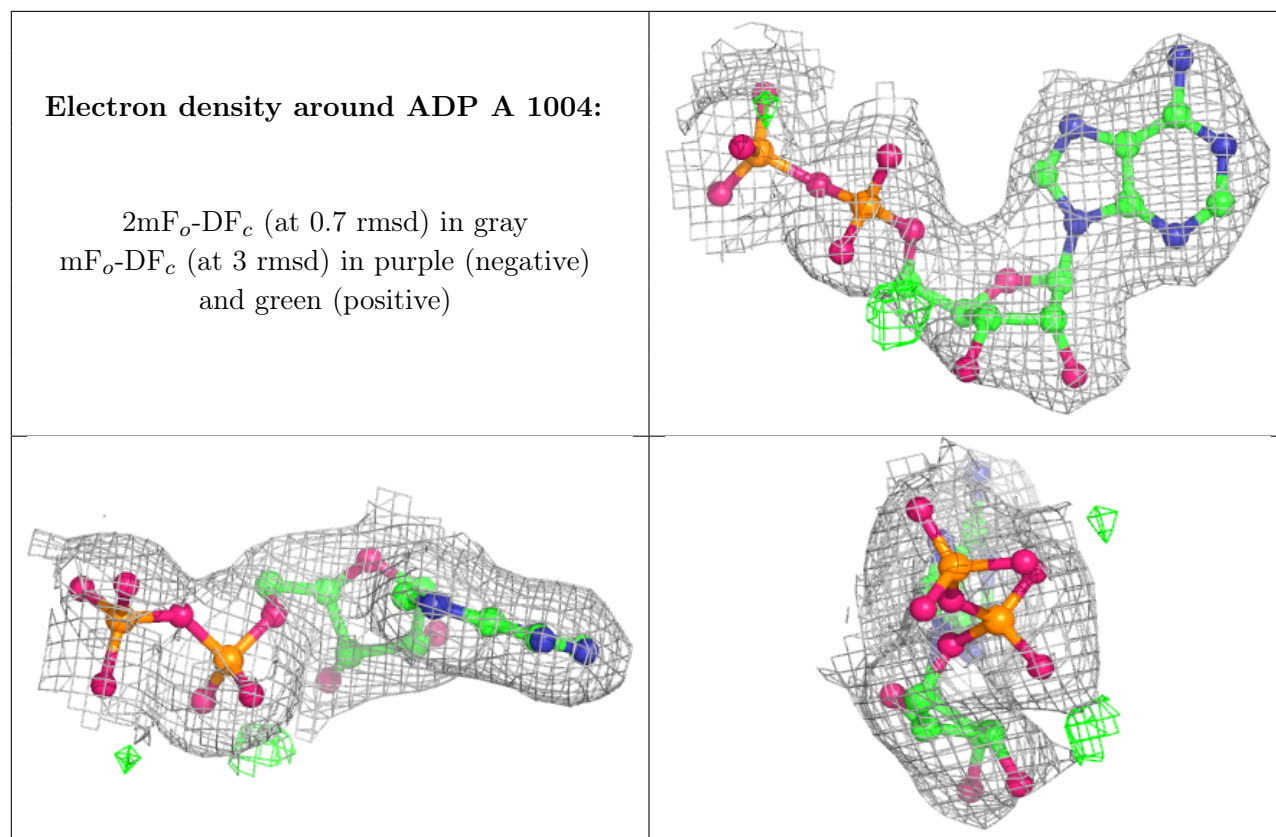 Electron density around ADP A 1004:
2mFₒ-DF𝒸 (at 0.7 rmsd) in gray
mFₒ-DF𝒸 (at 3 rmsd) in purple (negative)
and green (positive)